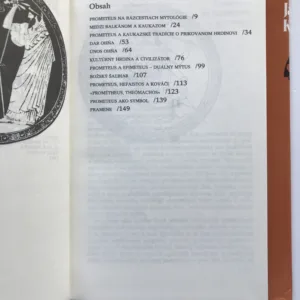 Obsah
PROMETEUS NA RÁZCESTIACH MYTOLÓGIE /9
MEDZI BALKÁNOM A KAUKAZOM /24
PROMETEUS A KAUKAZSKÉ TRADÍCIE O PRIKOVANOM HRDINOVI /34
DAR OHŇA /53
ÚNOS OHŇA /64
KULTÚRNY HRDINA A CIVILIZÁTOR /76
PROMETEUS A EPIMETEUS – DUÁLNY MÝTUS /99
BOŽSKÝ ŠAŠIAR /107
PROMETEUS, HEFAISTOS A KOVÁČI /113
«PROMETHEUS, THEOMACHOS» /123
PROMETEUS AKO SYMBOL /139
PRAMENE /149